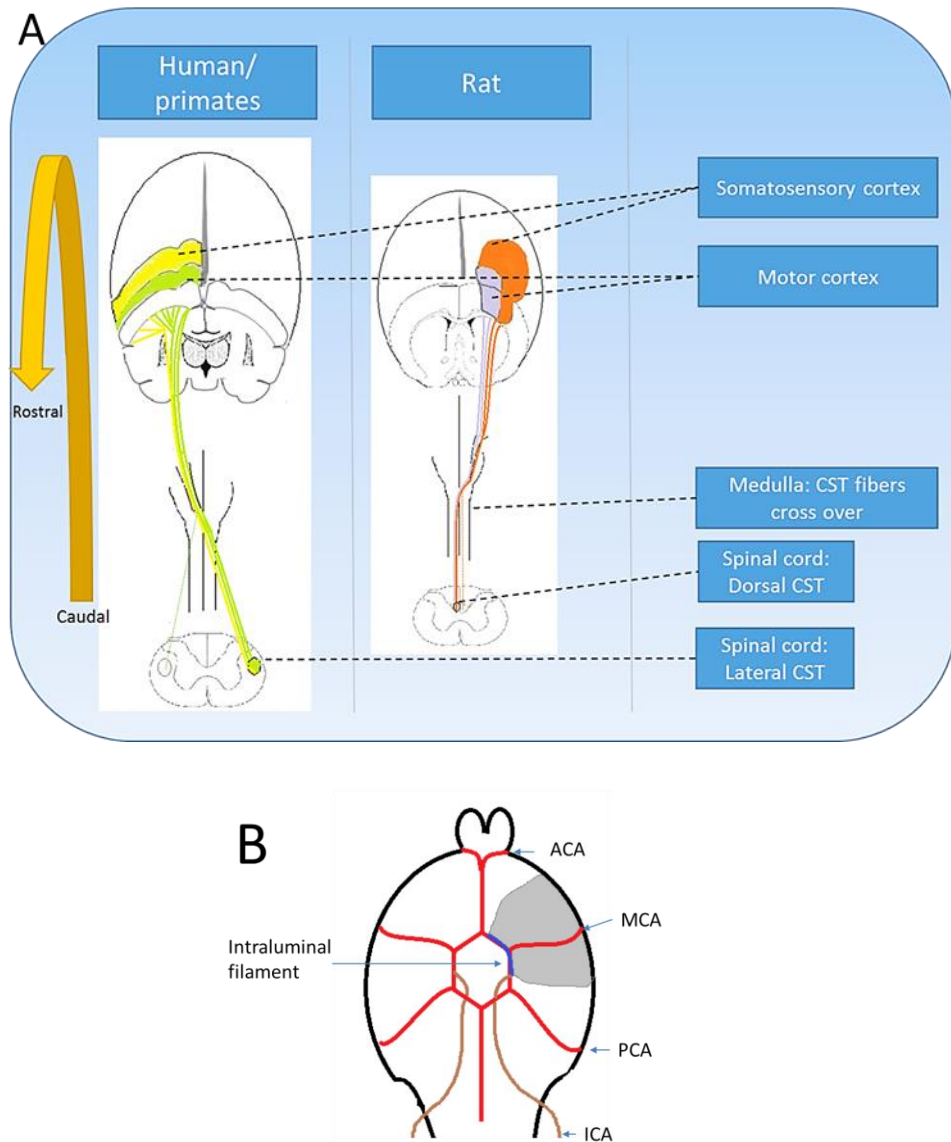 A
Human/
primates
Rat
Somatosensory cortex
Motor cortex
Rostral
Medulla: CST fibers
cross over
Spinal cord:
Dorsal CST
Caudal
Spinal cord:
Lateral CST
B
ACA
MCA
Intraluminal
filament
PCA
ICA